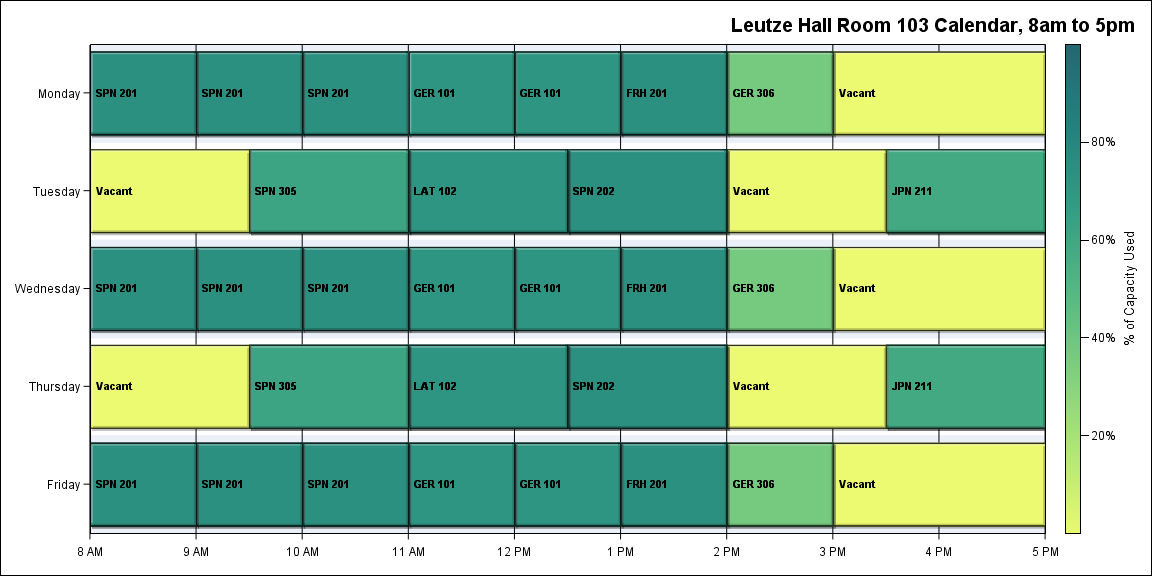 Leutze Hall Room 103 Calendar, 8am to 5pm
Monday
SPN 201
SPN 201
SPN 201
GER 101
GER 101
FRH 201
GER 306
Vacant
Tuesday
Vacant
SPN 305
LAT 102
SPN 202
Vacant
JPN 211
Wednesday
SPN 201
SPN 201
SPN 201
GER 101
GER 101
FRH 201
GER 306
Vacant
Thursday
Vacant
SPN 305
LAT 102
SPN 202
Vacant
JPN 211
Friday
SPN 201
SPN 201
SPN 201
GER 101
GER 101
FRH 201
GER 306
Vacant
8 AM
9 AM
10 AM
11 AM
12 PM
1 PM
2 PM
3 PM
4 PM
5 PM
80%
60%
40%
20%
% of Capacity Used